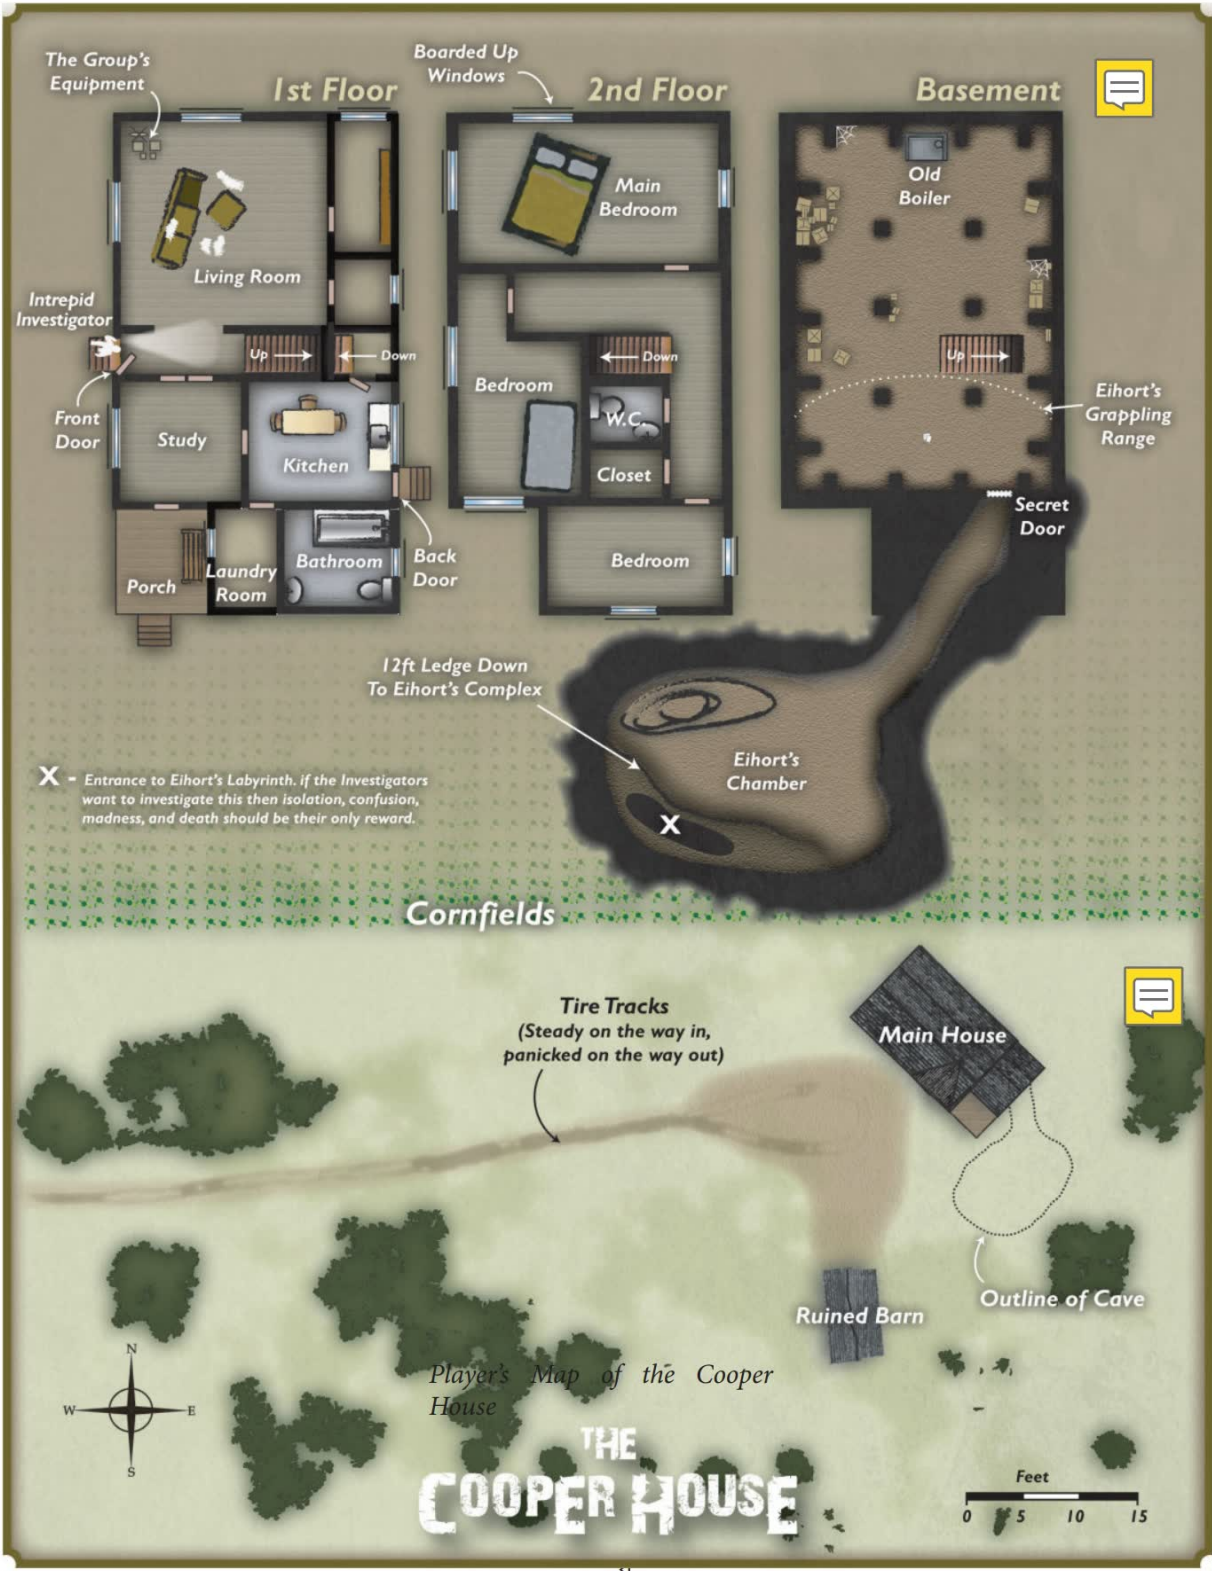 The Group's
Equipment
1st Floor
Boarded Up
Windows
2nd Floor
Basement
Old
Boiler
Main
Bedroom
Living Room
Intrepid
Investigator
Up
Down
Down
Up
Front
Door
Study
Kitchen
Bedroom
W.C.
Closet
Eihort's
Grappling
Range
Secret
Door
Porch
Laundry
Room
Bathroom
Back
Door
Bedroom
12ft Ledge Down
To Eihort's Complex
Eihort's
Chamber
X - Entrance to Eihort's Labyrinth. if the Investigators
want to investigate this then isolation, confusion,
madness, and death should be their only reward.
X
Cornfields
Tire Tracks
(Steady on the way in,
panicked on the way out)
Main House
Outline of Cave
Ruined Barn
N
W E
S
Player's Map of the Cooper
House
THE
COOPER HOUSE
Feet
0 5 10 15